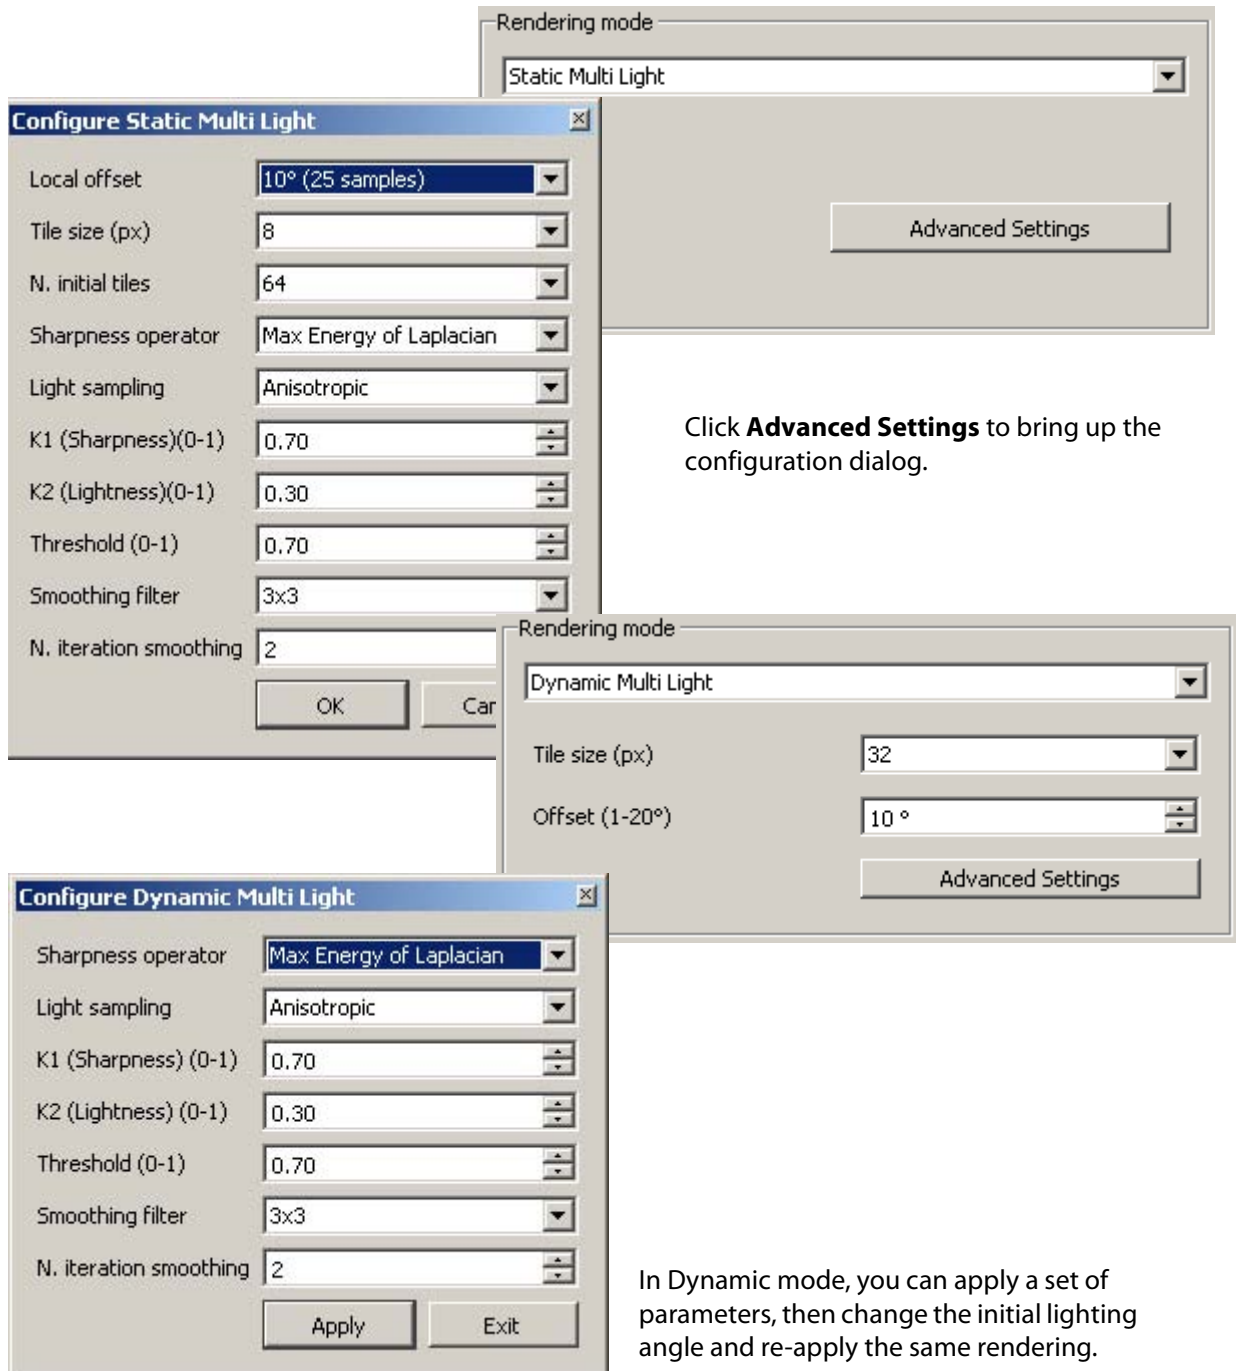 Rendering mode
Static Multi Light
Advanced Settings
Configure Static Multi Light
Local offset 10° (25 samples)
Tile size (px) 8
N. initial tiles 64
Sharpness operator Max Energy of Laplacian
Light sampling Anisotropic
K1 (Sharpness)(0-1) 0.70
K2 (Lightness)(0-1) 0.30
Threshold (0-1) 0.70
Smoothing filter 3x3
N. iteration smoothing 2
OK Car
Click Advanced Settings to bring up the
configuration dialog.
Rendering mode
Dynamic Multi Light
Tile size (px) 32
Offset (1-20°) 10 °
Advanced Settings
Configure Dynamic Multi Light
Sharpness operator Max Energy of Laplacian
Light sampling Anisotropic
K1 (Sharpness) (0-1) 0.70
K2 (Lightness) (0-1) 0.30
Threshold (0-1) 0.70
Smoothing filter 3x3
N. iteration smoothing 2
Apply Exit
In Dynamic mode, you can apply a set of
parameters, then change the initial lighting
angle and re-apply the same rendering.